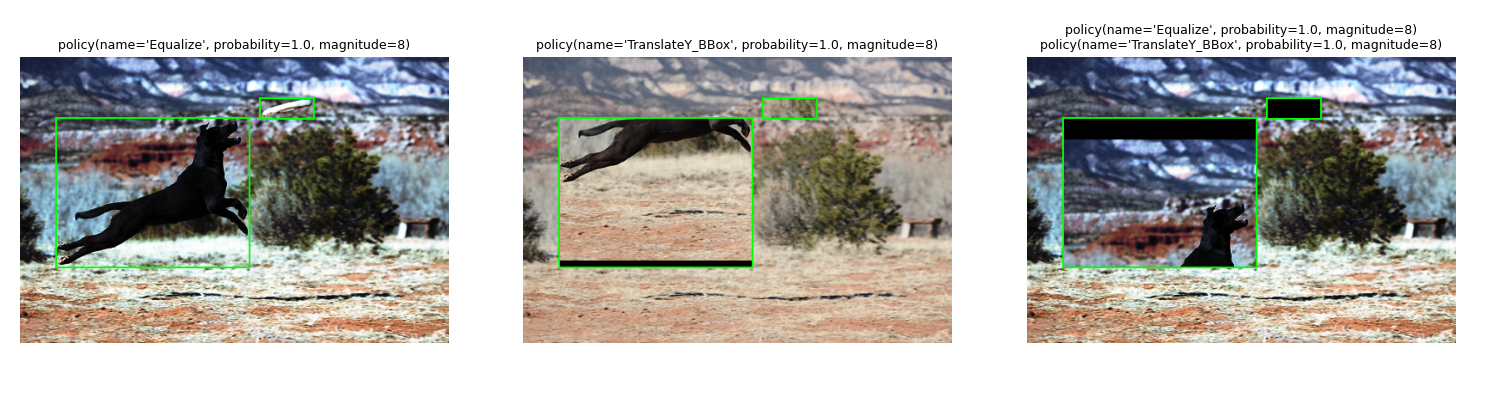 policy(name='Equalize', probability=1.0, magnitude=8)
policy(name='TranslateY_BBox', probability=1.0, magnitude=8)
policy(name='Equalize', probability=1.0, magnitude=8)
policy(name='TranslateY_BBox', probability=1.0, magnitude=8)